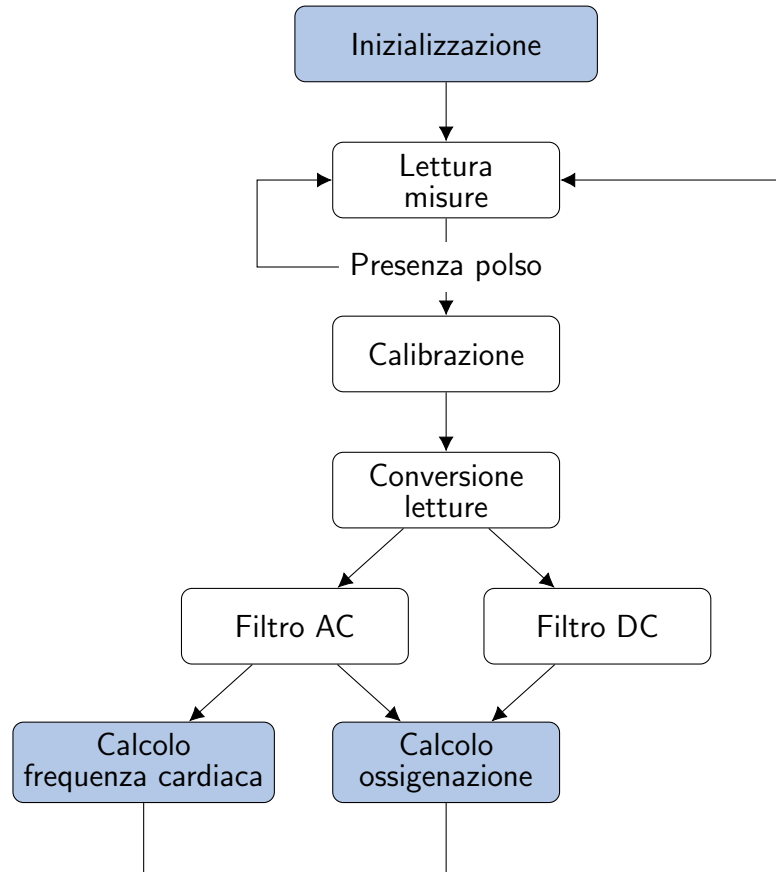 Inizializzazione
Lettura
misure
Presenza polso
Calibrazione
Conversione
letture
Filtro AC
Filtro DC
Calcolo
frequenza cardiaca
Calcolo
ossigenazione